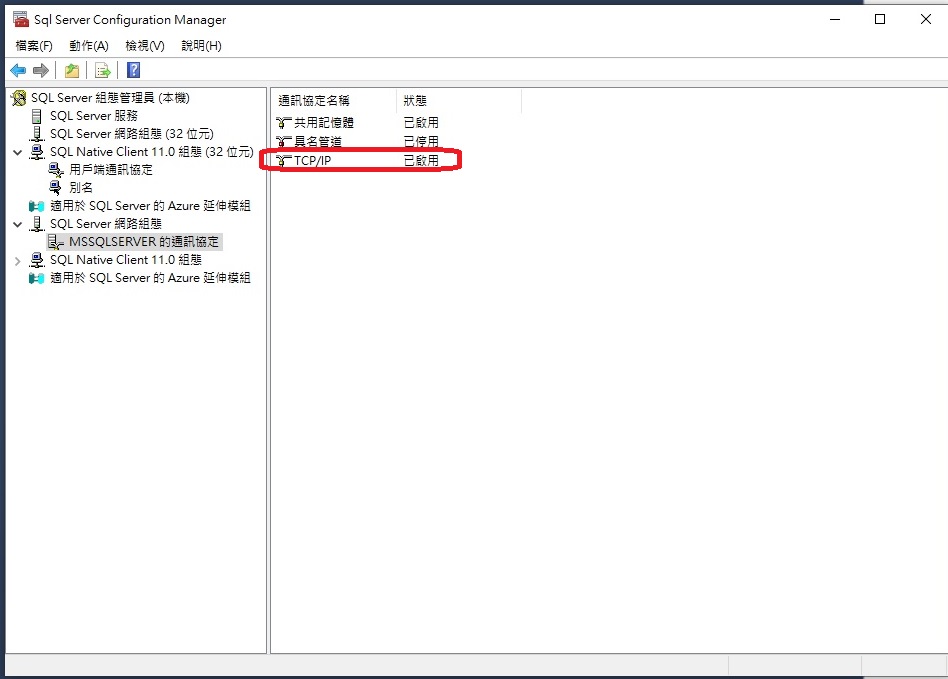 Sql Server Configuration Manager
檔案(F) 動作(A) 檢視(V) 說明(H)
SQL Server 組態管理員 (本機)
SQL Server 服務
SQL Server 網路組態 (32 位元)
SQL Native Client 11.0 組態 (32 位元)
用戶端通訊協定
別名
適用於 SQL Server 的 Azure 延伸模組
SQL Server 網路組態
MSSQLSERVER 的通訊協定
SQL Native Client 11.0 組態
適用於 SQL Server 的 Azure 延伸模組
通訊協定名稱 狀態
共用記憶體 已啟用
具名管道 已停用
TCP/IP 已啟用